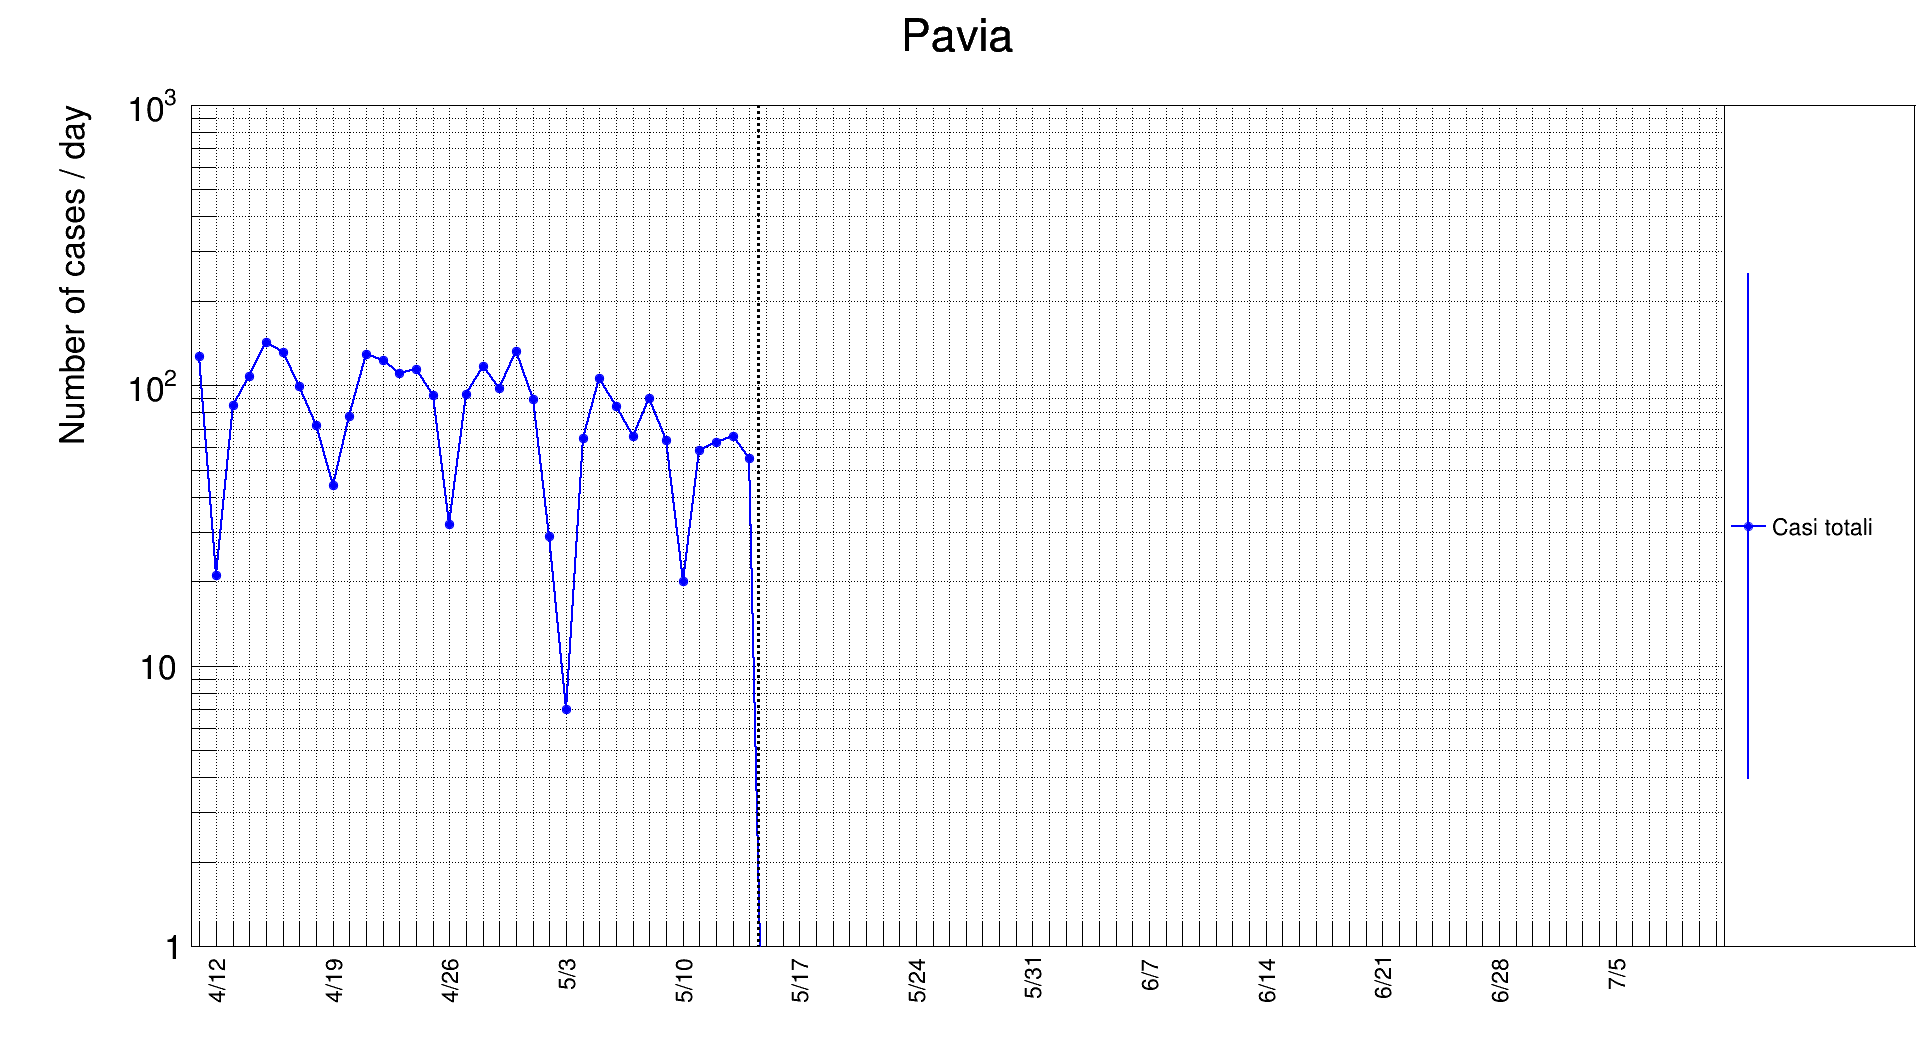 Pavia
Number of cases / day
10³
10²
10
1
4/12 4/19 4/26 5/3 5/10 5/17 5/24 5/31 6/7 6/14 6/21 6/28 7/5
Casi totali